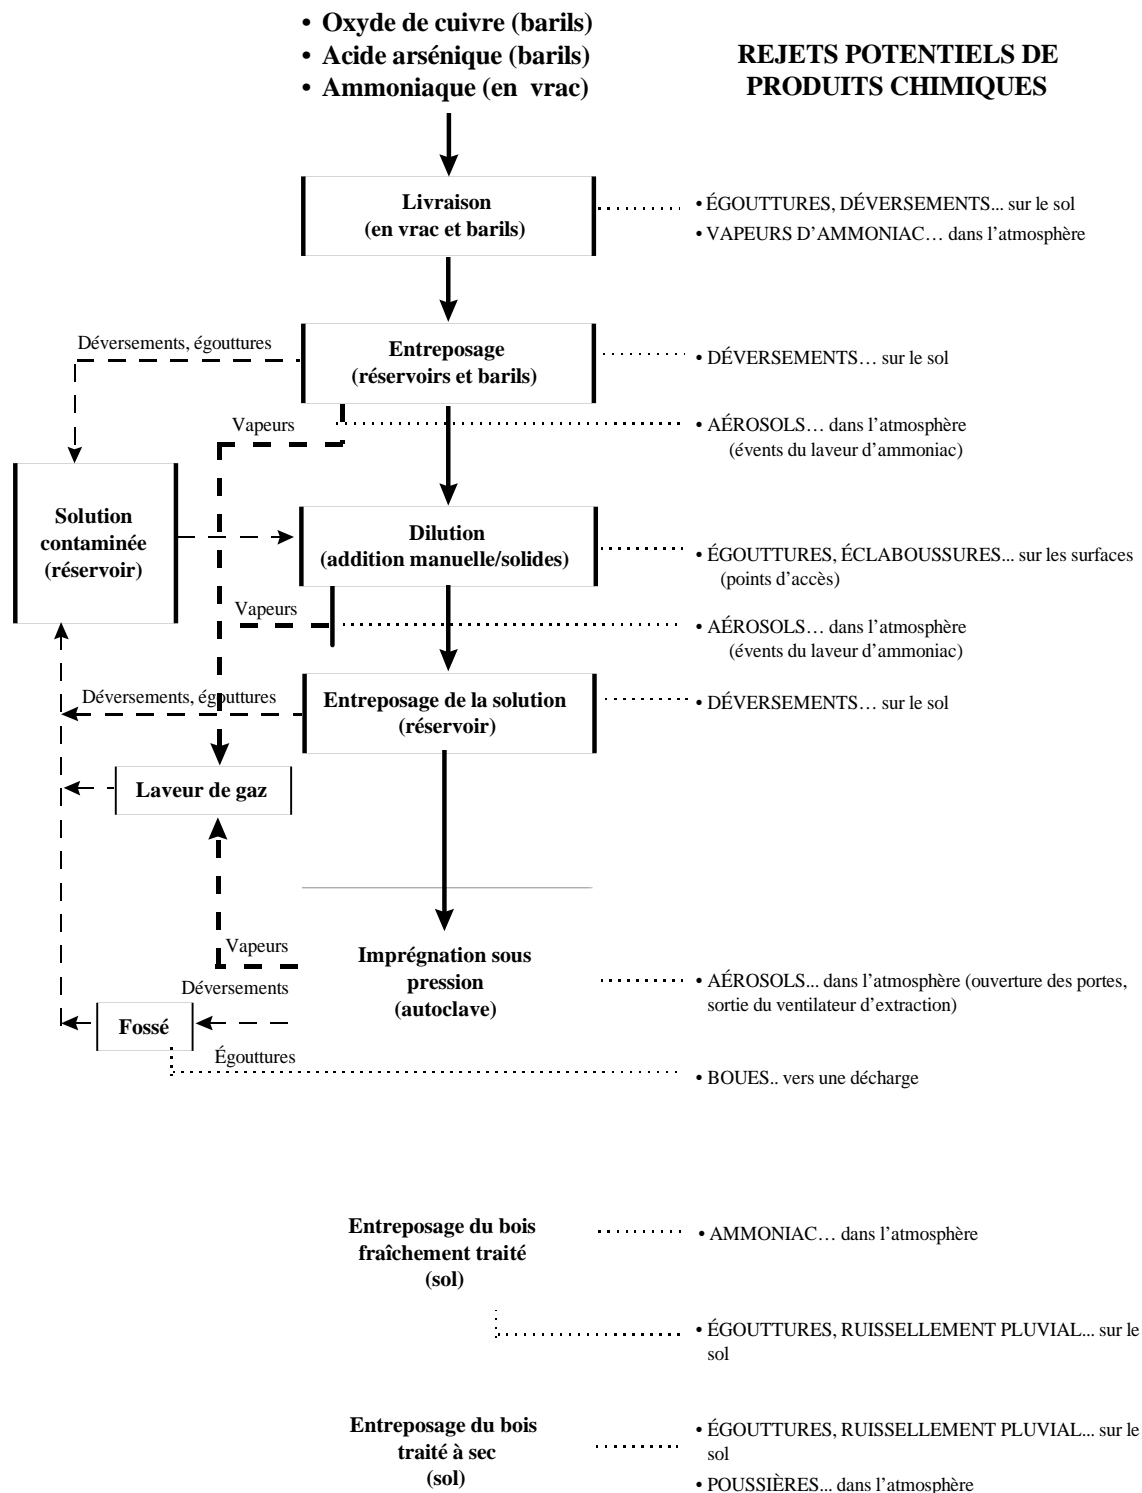 • Oxyde de cuivre (barils)
• Acide arsénique (barils)
• Ammoniaque (en vrac)
REJETS POTENTIELS DE
PRODUITS CHIMIQUES
Livraison
(en vrac et barils)
• ÉGOUTTURES, DÉVERSEMENTS... sur le sol
• VAPEURS D’AMMONIAC… dans l’atmosphère
Déversements, égouttures
Entreposage
(réservoirs et barils)
• DÉVERSEMENTS… sur le sol
Vapeurs
• AÉROSOLS… dans l’atmosphère
(évents du laveur d’ammoniac)
Solution
contaminée
(réservoir)
Dilution
(addition manuelle/solides)
• ÉGOUTTURES, ÉCLABOUSSURES... sur les surfaces
(points d’accès)
Vapeurs
• AÉROSOLS… dans l’atmosphère
(évents du laveur d’ammoniac)
Déversements, égouttures
Entreposage de la solution
(réservoir)
• DÉVERSEMENTS… sur le sol
Laveur de gaz
Vapeurs
Imprégnation sous
pression
(autoclave)
• AÉROSOLS... dans l’atmosphère (ouverture des portes,
sortie du ventilateur d’extraction)
Déversements
Fossé
Égouttures
• BOUES.. vers une décharge
Entreposage du bois
fraîchement traité
(sol)
• AMMONIAC… dans l’atmosphère
• ÉGOUTTURES, RUISSELLEMENT PLUVIAL... sur le
sol
Entreposage du bois
traité à sec
(sol)
• ÉGOUTTURES, RUISSELLEMENT PLUVIAL... sur le
sol
• POUSSIÈRES... dans l’atmosphère